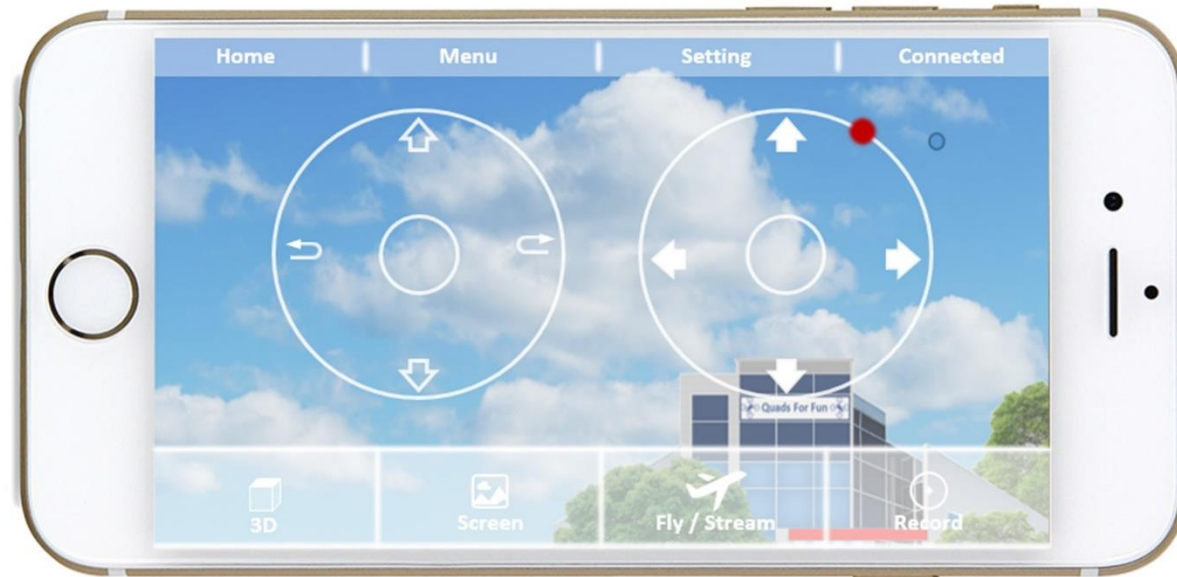 Home
Menu
Setting
Connected
Quads For Fun
3D
Screen
Fly / Stream
Record